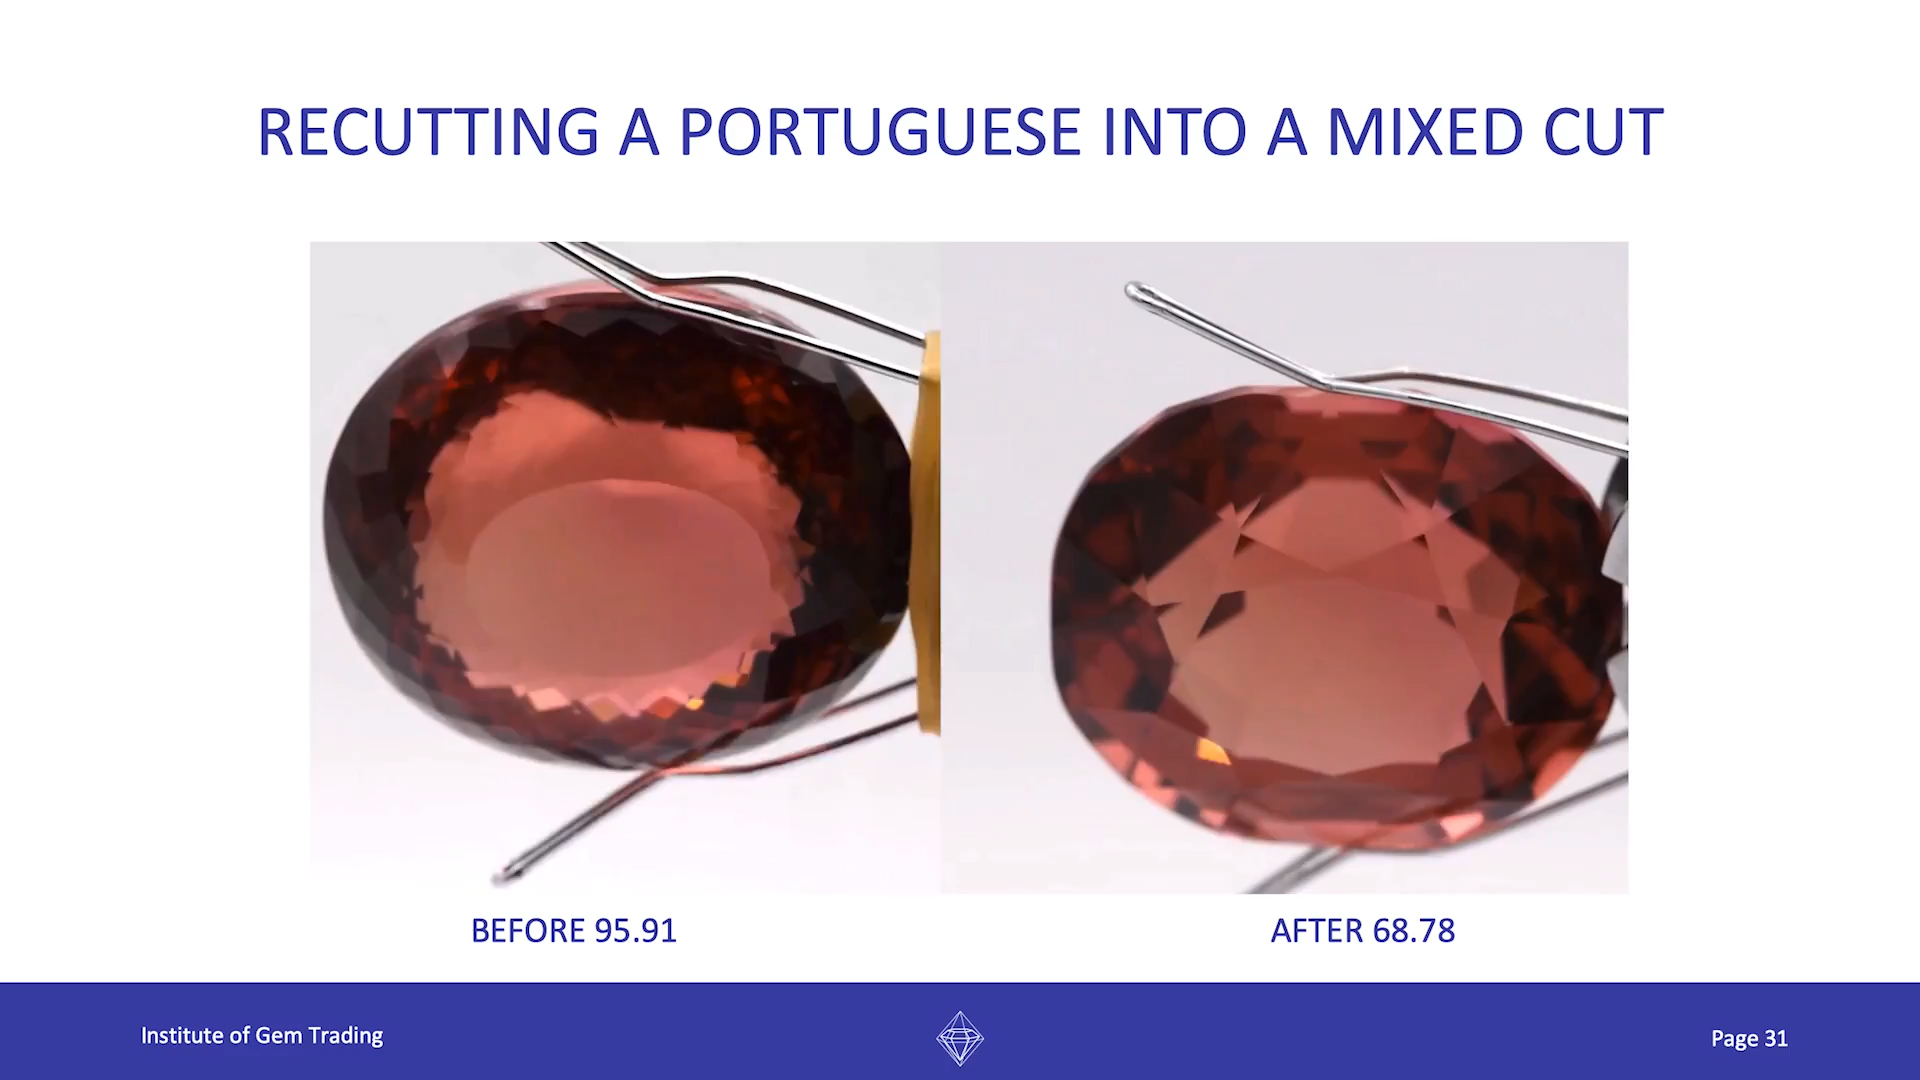 RECUTTING A PORTUGUESE INTO A MIXED CUT
BEFORE 95.91
AFTER 68.78
Institute of Gem Trading
Page 31